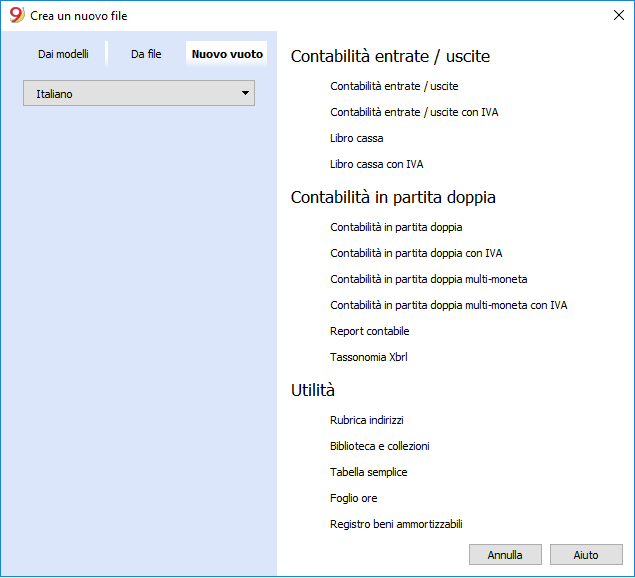 9 Crea un nuovo file
Dai modelli Da file Nuovo vuoto
Italiano
Contabilità entrate / uscite
Contabilità entrate / uscite
Contabilità entrate / uscite con IVA
Libro cassa
Libro cassa con IVA
Contabilità in partita doppia
Contabilità in partita doppia
Contabilità in partita doppia con IVA
Contabilità in partita doppia multi-moneta
Contabilità in partita doppia multi-moneta con IVA
Report contabile
Tassonomia Xbrl
Utilità
Rubrica indirizzi
Biblioteca e collezioni
Tabella semplice
Foglio ore
Registro beni ammortizzabili
Annulla Aiuto